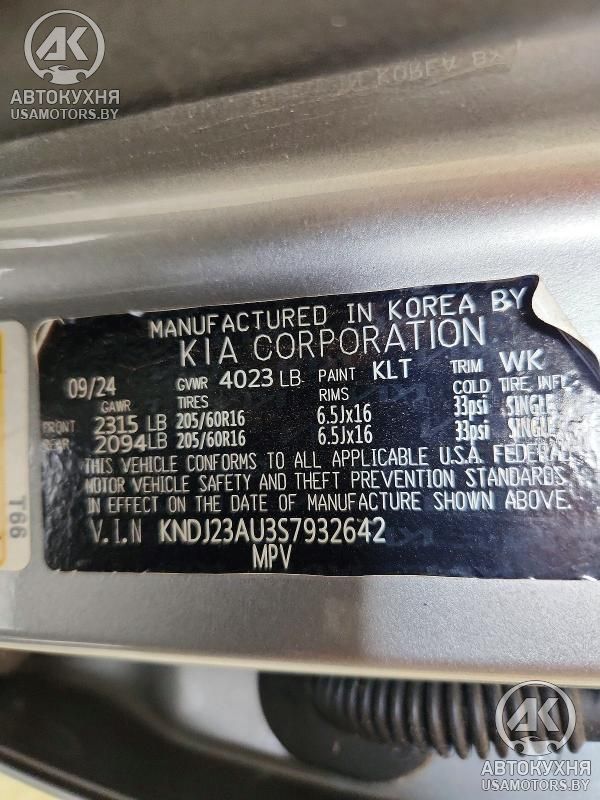 AK
АВТОКУХНЯ
USAMOTORS.BY
MANUFACTURED IN KOREA BY
KIA CORPORATION
09/24 GVWR 4023 LB PAINT KLT TRIM WK
GAWR TIRES RIMS COLD TIRE INFL
FRONT 2315 LB 205/60R16 6.5Jx16 33psi SINGLE
REAR 2094 LB 205/60R16 6.5Jx16 33psi SINGLE
THIS VEHICLE CONFORMS TO ALL APPLICABLE U.S.A. FEDERAL
MOTOR VEHICLE SAFETY AND THEFT PREVENTION STANDARDS
IN EFFECT ON THE DATE OF MANUFACTURE SHOWN ABOVE.
V.I.N KNDJ23AU3S7932642
MPV
T66
AK
АВТОКУХНЯ
USAMOTORS.BY